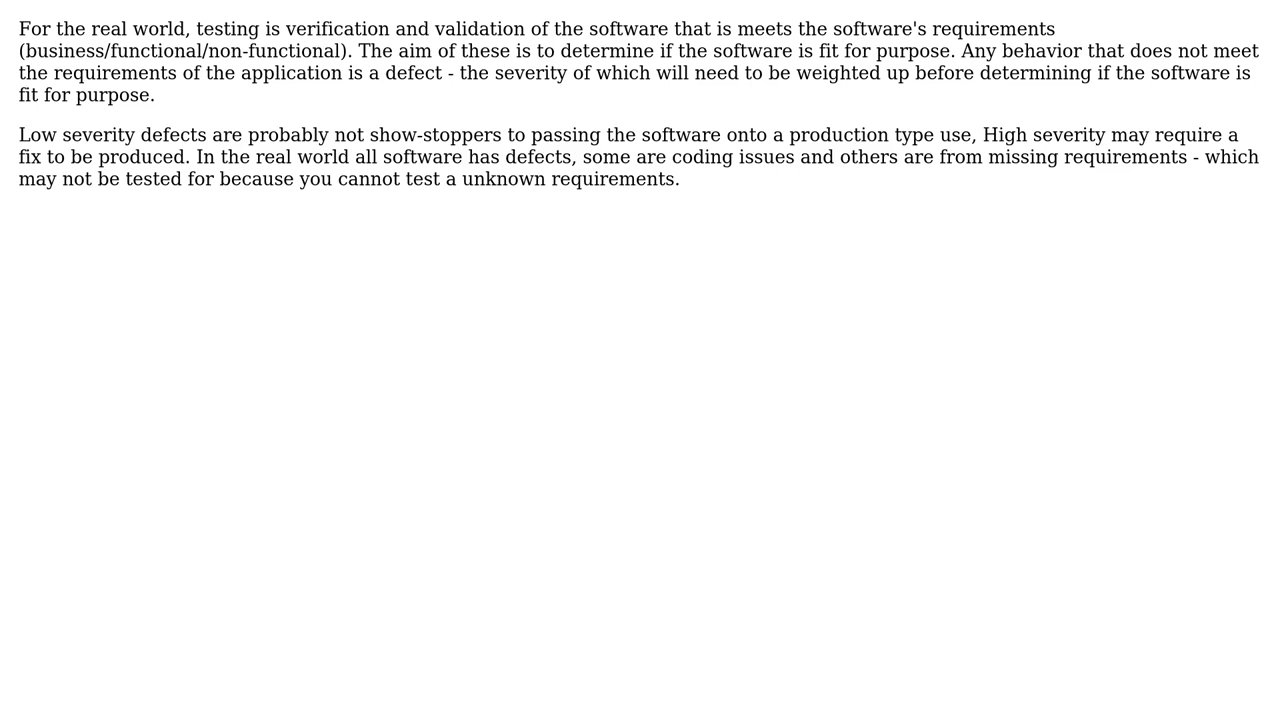 For the real world, testing is verification and validation of the software that is meets the software's requirements
(business/functional/non-functional). The aim of these is to determine if the software is fit for purpose. Any behavior that does not meet
the requirements of the application is a defect - the severity of which will need to be weighted up before determining if the software is
fit for purpose.
Low severity defects are probably not show-stoppers to passing the software onto a production type use, High severity may require a
fix to be produced. In the real world all software has defects, some are coding issues and others are from missing requirements - which
may not be tested for because you cannot test a unknown requirements.